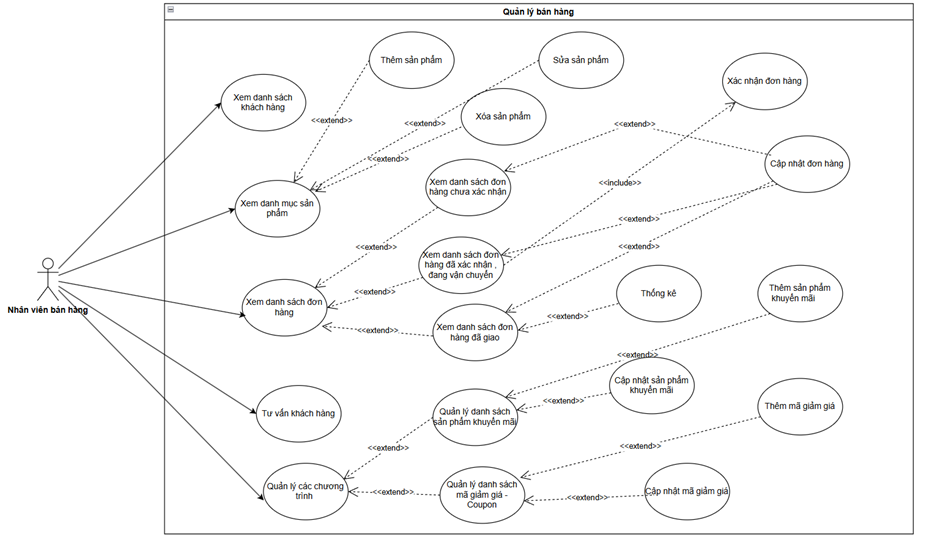 Quản lý bán hàng
Thêm sản phẩm
Sửa sản phẩm
Xác nhận đơn hàng
Xem danh sách
khách hàng
Xóa sản phẩm
<<extend>>
<<extend>>
<<extend>>
<<extend>>
Cập nhật đơn hàng
Xem danh sách đơn
hàng chưa xác nhận
<<include>>
Xem danh mục sản
phẩm
<<extend>>
<<extend>>
<<extend>>
Xem danh sách đơn
hàng đã xác nhận ,
đang vận chuyển
Nhân viên bán hàng
Xem danh sách đơn
hàng
<<extend>>
Thống kê
Thêm sản phẩm
khuyến mãi
<<extend>>
<<extend>>
Xem danh sách đơn
hàng đã giao
<<extend>>
Cập nhật sản phẩm
khuyến mãi
<<extend>>
Tư vấn khách hàng
Quản lý danh sách
sản phẩm khuyến mãi
Thêm mã giảm giá
<<extend>>
<<extend>>
Quản lý các chương
trình
<<extend>>
Quản lý danh sách
mã giảm giá -
Coupon
<<extend>>
Cập nhật mã giảm giá